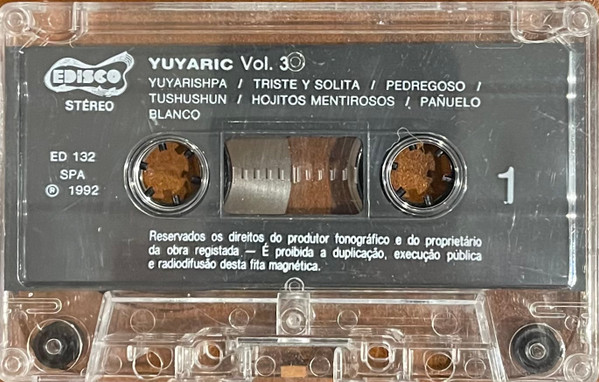 EDISCO
STÉREO
YUYARIC Vol. 3
YUYARISHPA / TRISTE Y SOLITA / PEDREGOSO /
TUSHUSHUN / HOJITOS MENTIROSOS / PAÑUELO
BLANCO
ED 132
SPA
℗ 1992
1
Reservados os direitos do produtor fonográfico e do proprietário
da obra registada — É proibida a duplicação, execução pública
e radiodifusão desta fita magnética.